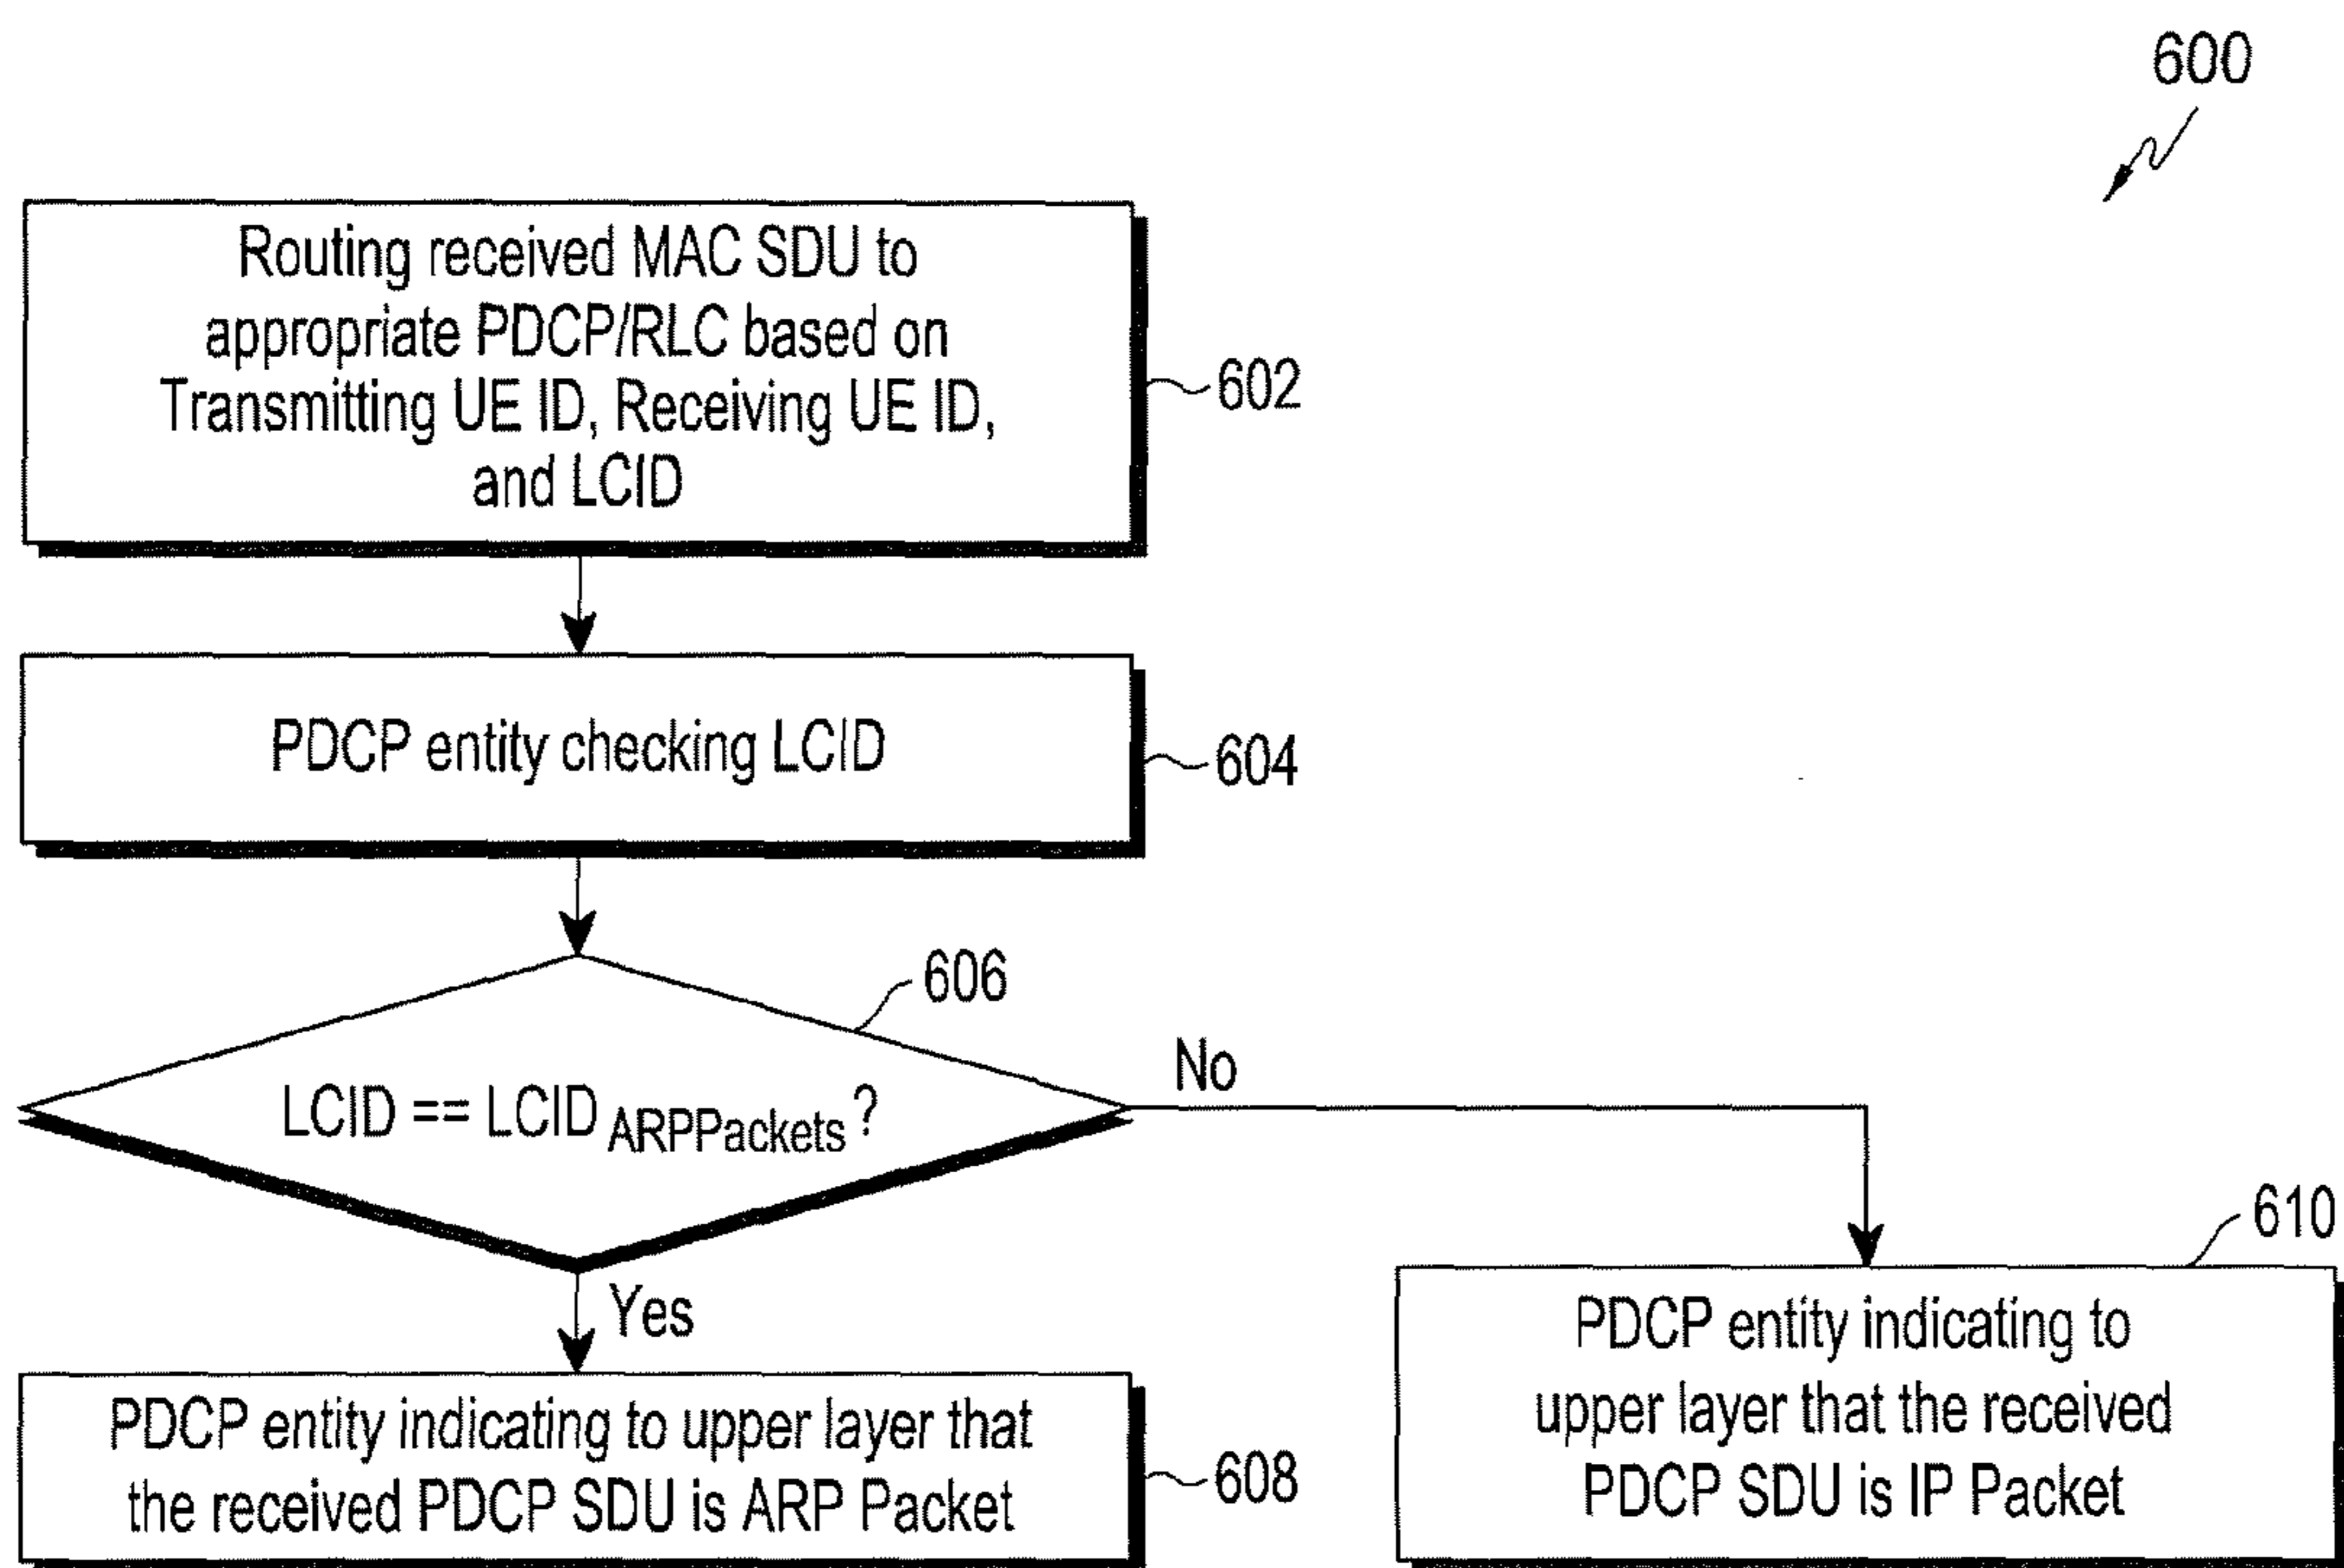 600
Routing received MAC SDU to
appropriate PDCP/RLC based on
Transmitting UE ID, Receiving UE ID,
and LCID
602
PDCP entity checking LCID
604
606
LCID == LCID ARPPackets ?
No
Yes
610
PDCP entity indicating to upper layer that
the received PDCP SDU is ARP Packet
608
PDCP entity indicating to
upper layer that the received
PDCP SDU is IP Packet